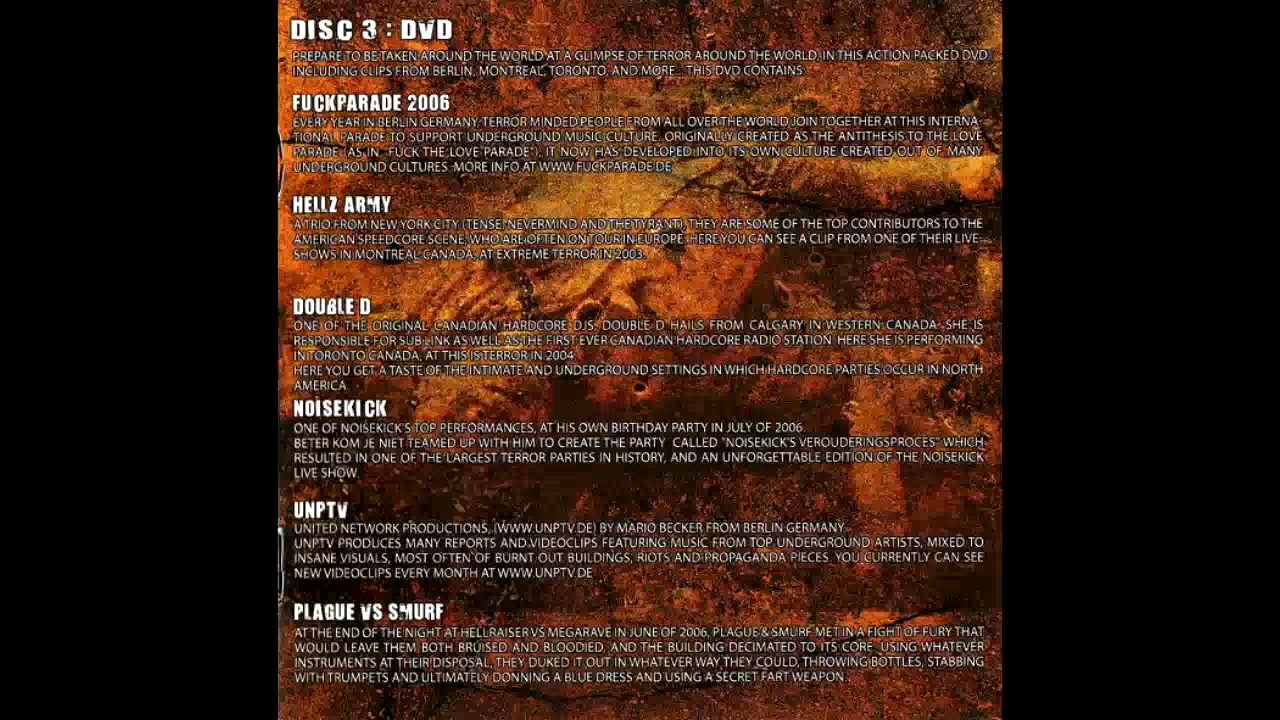 DISC 3 : DVD
PREPARE TO BE TAKEN AROUND THE WORLD AT A GLIMPSE OF TERROR AROUND THE WORLD, IN THIS ACTION PACKED DVD
INCLUDING CLIPS FROM BERLIN, MONTREAL, TORONTO, AND MORE... THIS DVD CONTAINS:
FUCKPARADE 2006
EVERY YEAR IN BERLIN GERMANY, TERROR MINDED PEOPLE FROM ALL OVER THE WORLD JOIN TOGETHER AT THIS INTERNA-
TIONAL PARADE TO SUPPORT UNDERGROUND MUSIC CULTURE. ORIGINALLY CREATED AS THE ANTITHESIS TO THE LOVE
PARADE (AS IN, "FUCK THE LOVE PARADE"), IT NOW HAS DEVELOPED INTO ITS OWN CULTURE CREATED OUT OF MANY
UNDERGROUND CULTURES. MORE INFO AT WWW.FUCKPARADE.DE
HELLZ ARMY
A TRIO FROM NEW YORK CITY (TENSE, NEVERMIND AND THE TYRANT), THEY ARE SOME OF THE TOP CONTRIBUTORS TO THE
AMERICAN SPEEDCORE SCENE, WHO ARE OFTEN ON TOUR IN EUROPE. HERE YOU CAN SEE A CLIP FROM ONE OF THEIR LIVE-
SHOWS IN MONTREAL CANADA, AT EXTREME TERROR IN 2003.
DOUBLE D
ONE OF THE ORIGINAL CANADIAN HARDCORE DJS, DOUBLE D HAILS FROM CALGARY IN WESTERN CANADA. SHE IS
RESPONSIBLE FOR SUB.LINK AS WELL AS THE FIRST EVER CANADIAN HARDCORE RADIO STATION. HERE SHE IS PERFORMING
IN TORONTO CANADA, AT THIS IS TERROR IN 2004.
HERE YOU GET A TASTE OF THE INTIMATE AND UNDERGROUND SETTINGS IN WHICH HARDCORE PARTIES OCCUR IN NORTH
AMERICA.
NOISEKICK
ONE OF NOISEKICK'S TOP PERFORMANCES, AT HIS OWN BIRTHDAY PARTY IN JULY OF 2006.
BETER KOM JE NIET TEAMED UP WITH HIM TO CREATE THE PARTY CALLED "NOISEKICK'S VEROUDERINGSPROCES" WHICH
RESULTED IN ONE OF THE LARGEST TERROR PARTIES IN HISTORY, AND AN UNFORGETTABLE EDITION OF THE NOISEKICK
LIVE SHOW.
UNPTV
UNITED NETWORK PRODUCTIONS, (WWW.UNPTV.DE) BY MARIO BECKER FROM BERLIN GERMANY.
UNPTV PRODUCES MANY REPORTS AND VIDEOCLIPS FEATURING MUSIC FROM TOP UNDERGROUND ARTISTS, MIXED TO
INSANE VISUALS, MOST OFTEN OF BURNT OUT BUILDINGS, RIOTS AND PROPAGANDA PIECES. YOU CURRENTLY CAN SEE
NEW VIDEOCLIPS EVERY MONTH AT WWW.UNPTV.DE
PLAGUE VS SMURF
AT THE END OF THE NIGHT AT HELLRAISER VS MEGARAVE IN JUNE OF 2006, PLAGUE & SMURF MET IN A FIGHT OF FURY THAT
WOULD LEAVE THEM BOTH BRUISED AND BLOODIED, AND THE BUILDING DECIMATED TO ITS CORE. USING WHATEVER
INSTRUMENTS AT THEIR DISPOSAL, THEY DUKED IT OUT IN WHATEVER WAY THEY COULD, THROWING BOTTLES, STABBING
WITH TRUMPETS AND ULTIMATELY DONNING A BLUE DRESS AND USING A SECRET FART WEAPON.